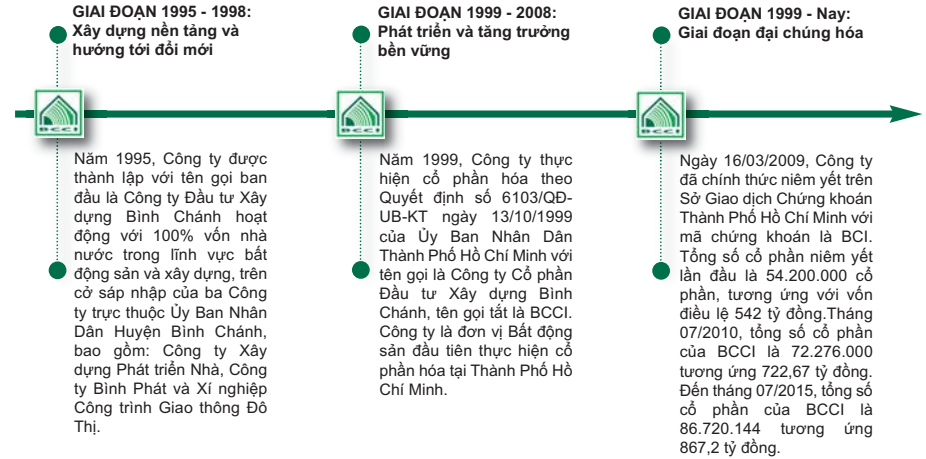 GIAI ĐOẠN 1995 - 1998:
Xây dựng nền tảng và
hướng tới đổi mới
BCCI
Năm 1995, Công ty được
thành lập với tên gọi ban
đầu là Công ty Đầu tư Xây
dựng Bình Chánh hoạt
động với 100% vốn nhà
nước trong lĩnh vực bất
động sản và xây dựng, trên
cở sáp nhập của ba Công
ty trực thuộc Ủy Ban Nhân
Dân Huyện Bình Chánh,
bao gồm: Công ty Xây
dựng Phát triển Nhà, Công
ty Bình Phát và Xí nghiệp
Công trình Giao thông Đô
Thị.
GIAI ĐOẠN 1999 - 2008:
Phát triển và tăng trưởng
bền vững
BCCI
Năm 1999, Công ty thực
hiện cổ phần hóa theo
Quyết định số 6103/QĐ-
UB-KT ngày 13/10/1999
của Ủy Ban Nhân Dân
Thành Phố Hồ Chí Minh với
tên gọi là Công ty Cổ phần
Đầu tư Xây dựng Bình
Chánh, tên gọi tắt là BCCI.
Công ty là đơn vị Bất động
sản đầu tiên thực hiện cổ
phần hóa tại Thành Phố Hồ
Chí Minh.
GIAI ĐOẠN 1999 - Nay:
Giai đoạn đại chúng hóa
BCCI
Ngày 16/03/2009, Công ty
đã chính thức niêm yết trên
Sở Giao dịch Chứng khoán
Thành Phố Hồ Chí Minh với
mã chứng khoán là BCI.
Tổng số cổ phần niêm yết
lần đầu là 54.200.000 cổ
phần, tương ứng với vốn
điều lệ 542 tỷ đồng.Tháng
07/2010, tổng số cổ phần
của BCCI là 72.276.000
tương ứng 722,67 tỷ đồng.
Đến tháng 07/2015, tổng số
cổ phần của BCCI là
86.720.144 tương ứng
867,2 tỷ đồng.